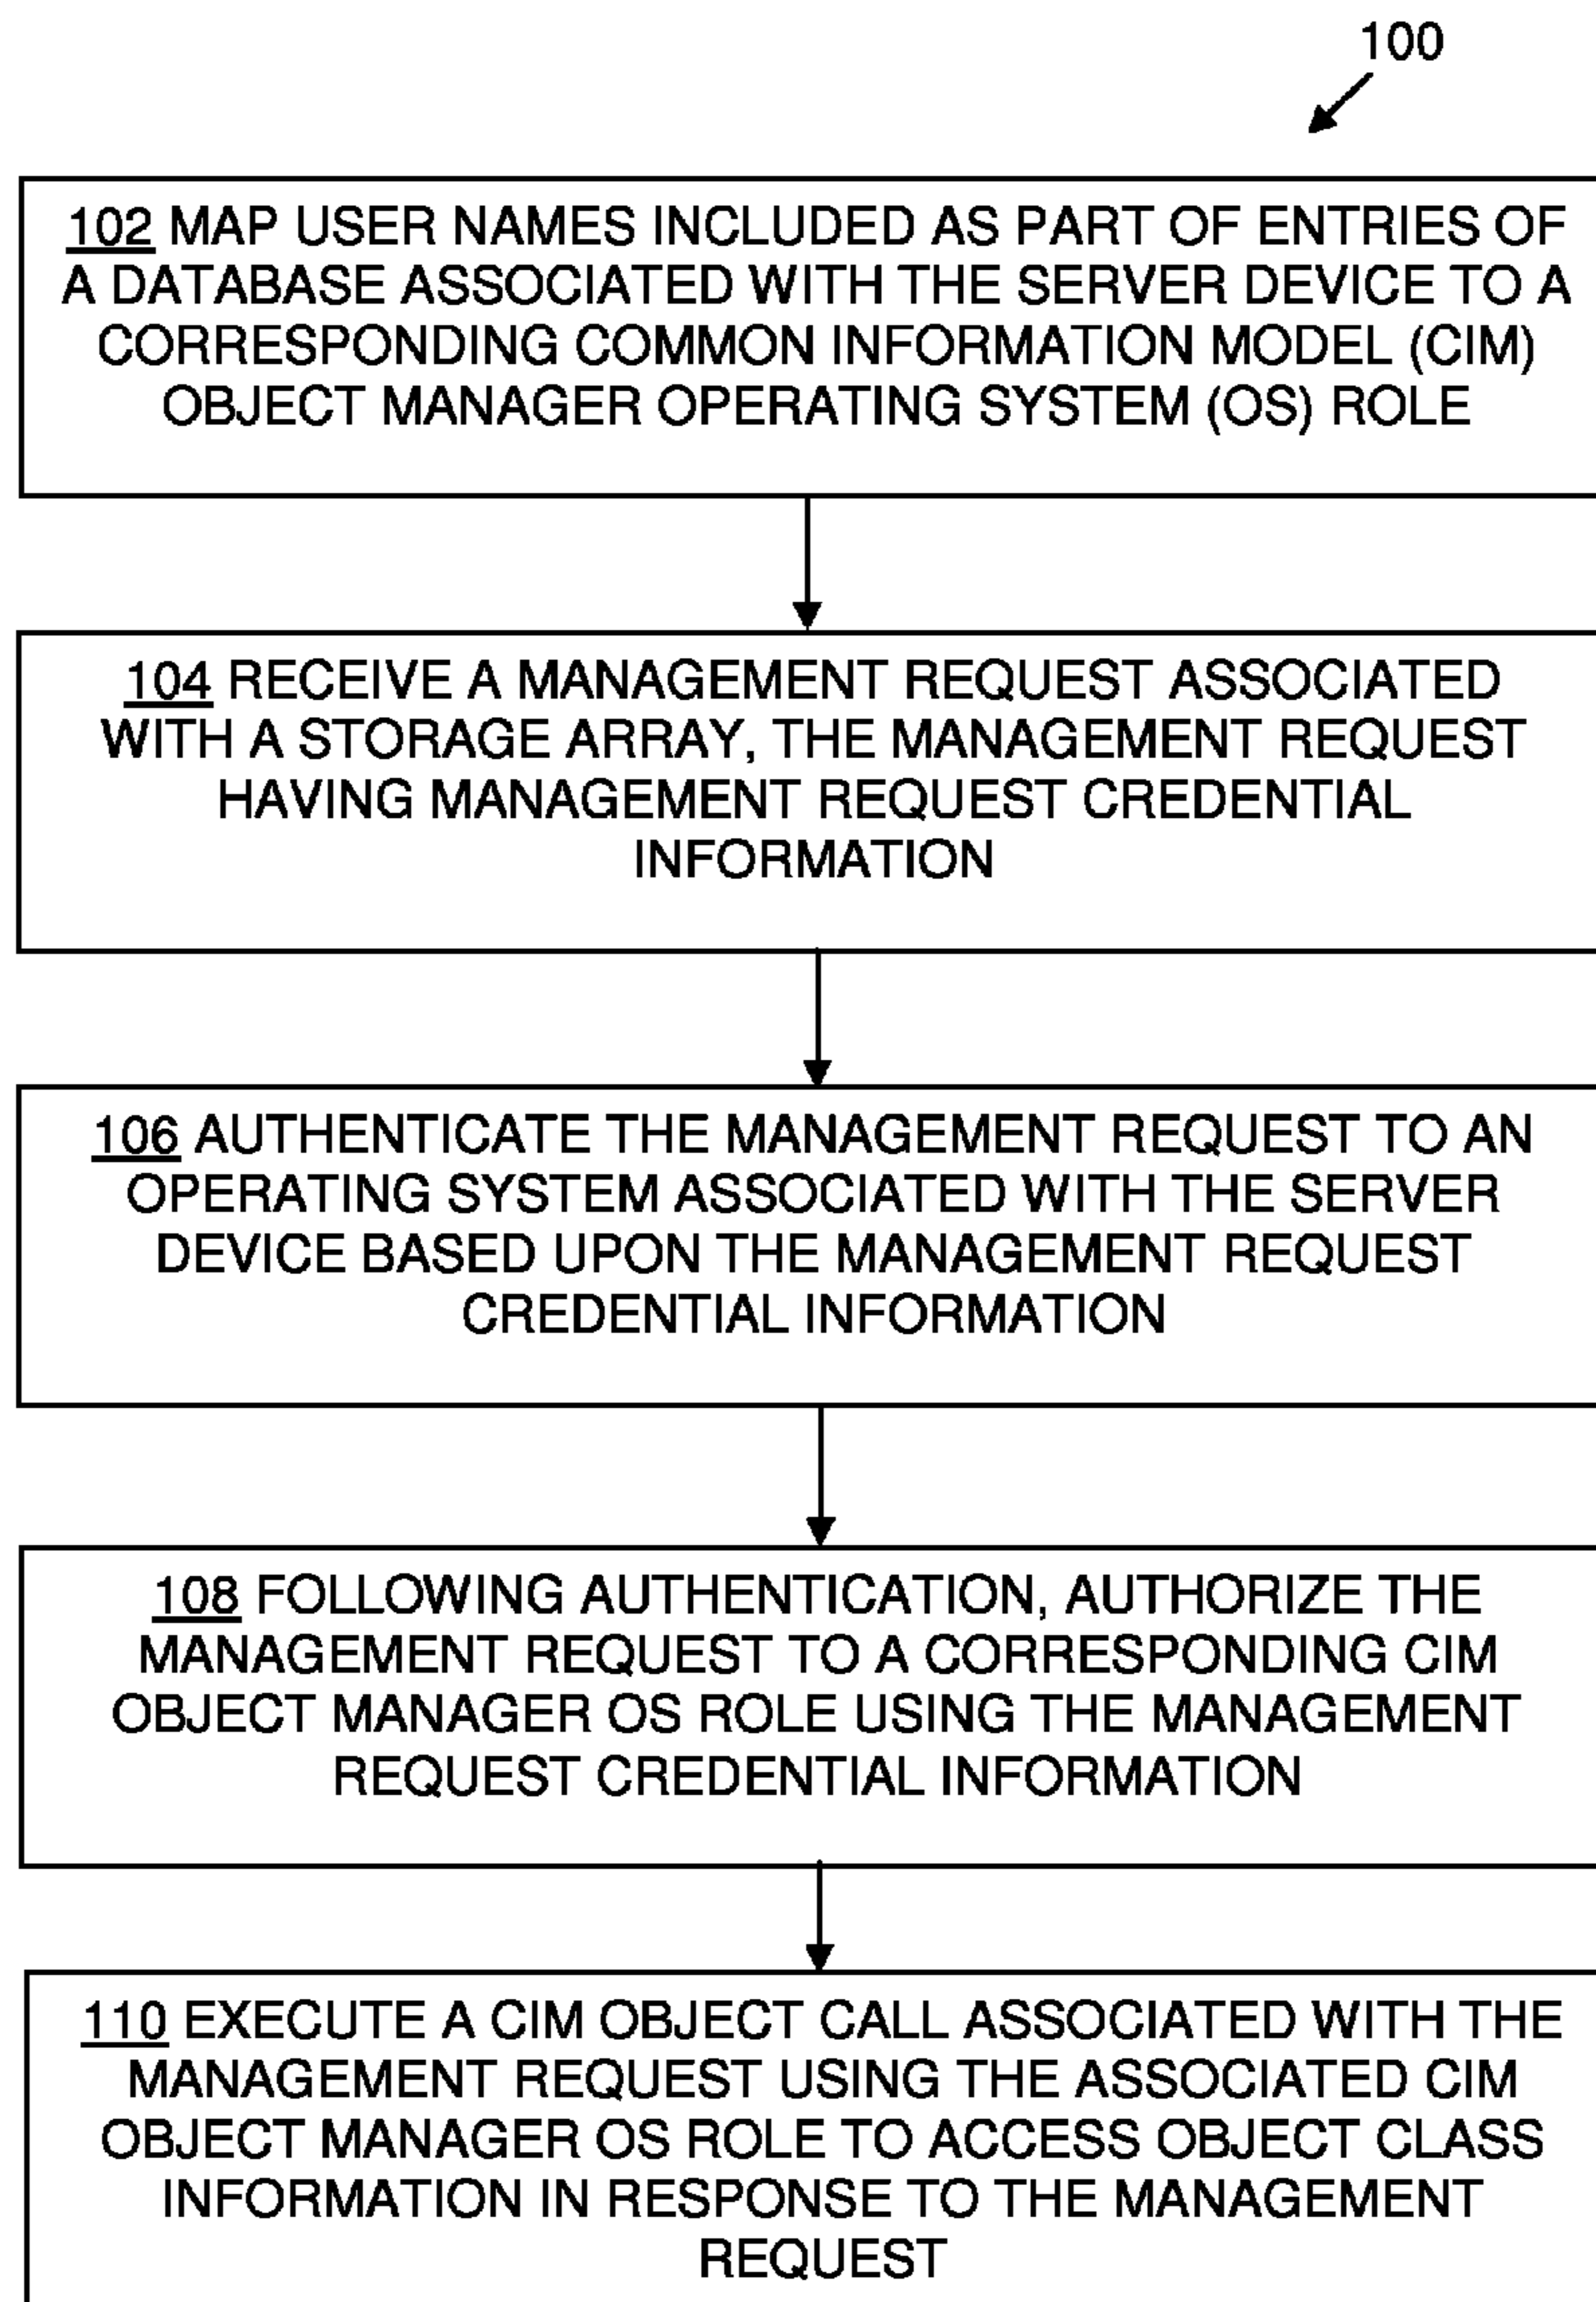 100
102 MAP USER NAMES INCLUDED AS PART OF ENTRIES OF
A DATABASE ASSOCIATED WITH THE SERVER DEVICE TO A
CORRESPONDING COMMON INFORMATION MODEL (CIM)
OBJECT MANAGER OPERATING SYSTEM (OS) ROLE
104 RECEIVE A MANAGEMENT REQUEST ASSOCIATED
WITH A STORAGE ARRAY, THE MANAGEMENT REQUEST
HAVING MANAGEMENT REQUEST CREDENTIAL
INFORMATION
106 AUTHENTICATE THE MANAGEMENT REQUEST TO AN
OPERATING SYSTEM ASSOCIATED WITH THE SERVER
DEVICE BASED UPON THE MANAGEMENT REQUEST
CREDENTIAL INFORMATION
108 FOLLOWING AUTHENTICATION, AUTHORIZE THE
MANAGEMENT REQUEST TO A CORRESPONDING CIM
OBJECT MANAGER OS ROLE USING THE MANAGEMENT
REQUEST CREDENTIAL INFORMATION
110 EXECUTE A CIM OBJECT CALL ASSOCIATED WITH THE
MANAGEMENT REQUEST USING THE ASSOCIATED CIM
OBJECT MANAGER OS ROLE TO ACCESS OBJECT CLASS
INFORMATION IN RESPONSE TO THE MANAGEMENT
REQUEST